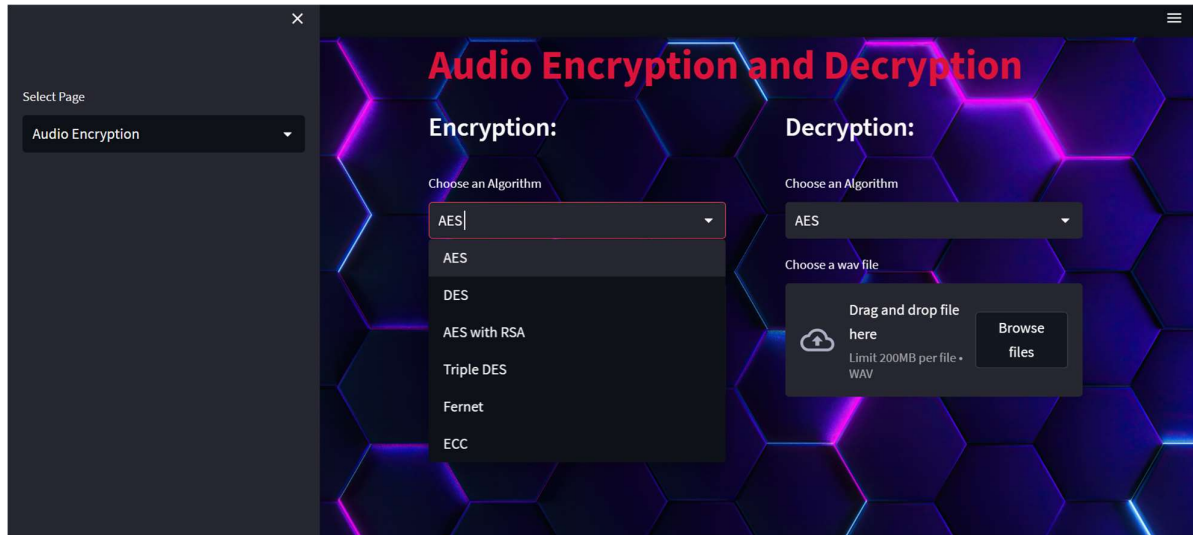 Select Page
Audio Encryption
Audio Encryption and Decryption
Encryption:
Choose an Algorithm
AES
AES
DES
AES with RSA
Triple DES
Fernet
ECC
Decryption:
Choose an Algorithm
AES
Choose a wav file
Drag and drop file
here
Limit 200MB per file •
WAV
Browse
files